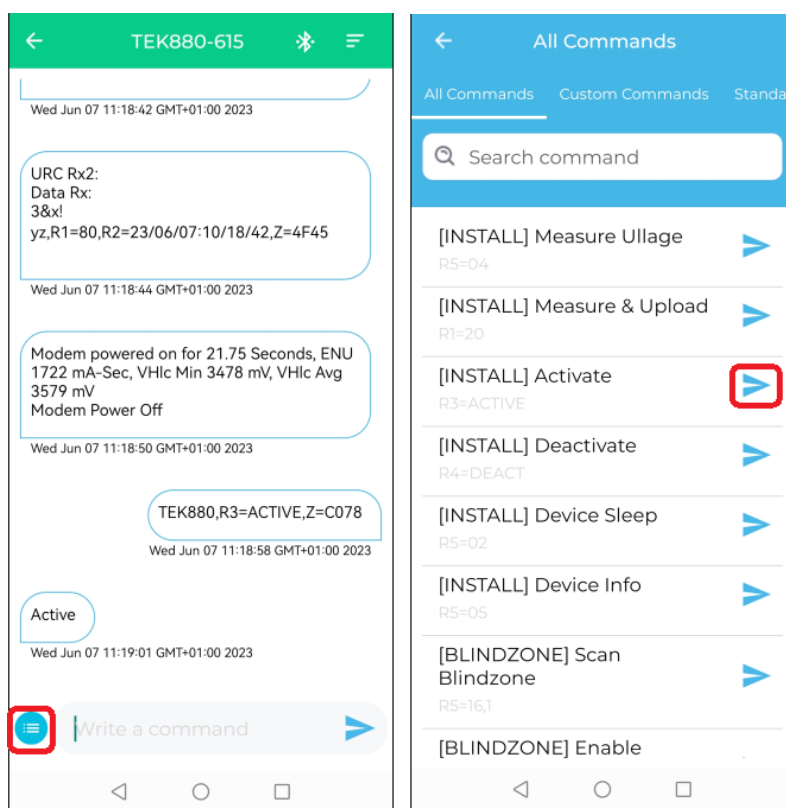 TEK880-615
Wed Jun 07 11:18:42 GMT+01:00 2023
URC Rx2:
Data Rx:
3&x!
yz,R1=80,R2=23/06/07:10/18/42,Z=4F45
Wed Jun 07 11:18:44 GMT+01:00 2023
Modem powered on for 21.75 Seconds, ENU
1722 mA-Sec, VHlc Min 3478 mV, VHlc Avg
3579 mV
Modem Power Off
Wed Jun 07 11:18:50 GMT+01:00 2023
TEK880,R3=ACTIVE,Z=C078
Wed Jun 07 11:18:58 GMT+01:00 2023
Active
Wed Jun 07 11:19:01 GMT+01:00 2023
Write a command
All Commands
All Commands Custom Commands Standa
Search command
[INSTALL] Measure Ullage
R5=04
[INSTALL] Measure & Upload
R1=20
[INSTALL] Activate
R3=ACTIVE
[INSTALL] Deactivate
R4=DEACT
[INSTALL] Device Sleep
R5=02
[INSTALL] Device Info
R5=05
[BLINDZONE] Scan
Blindzone
R5=16,1
[BLINDZONE] Enable